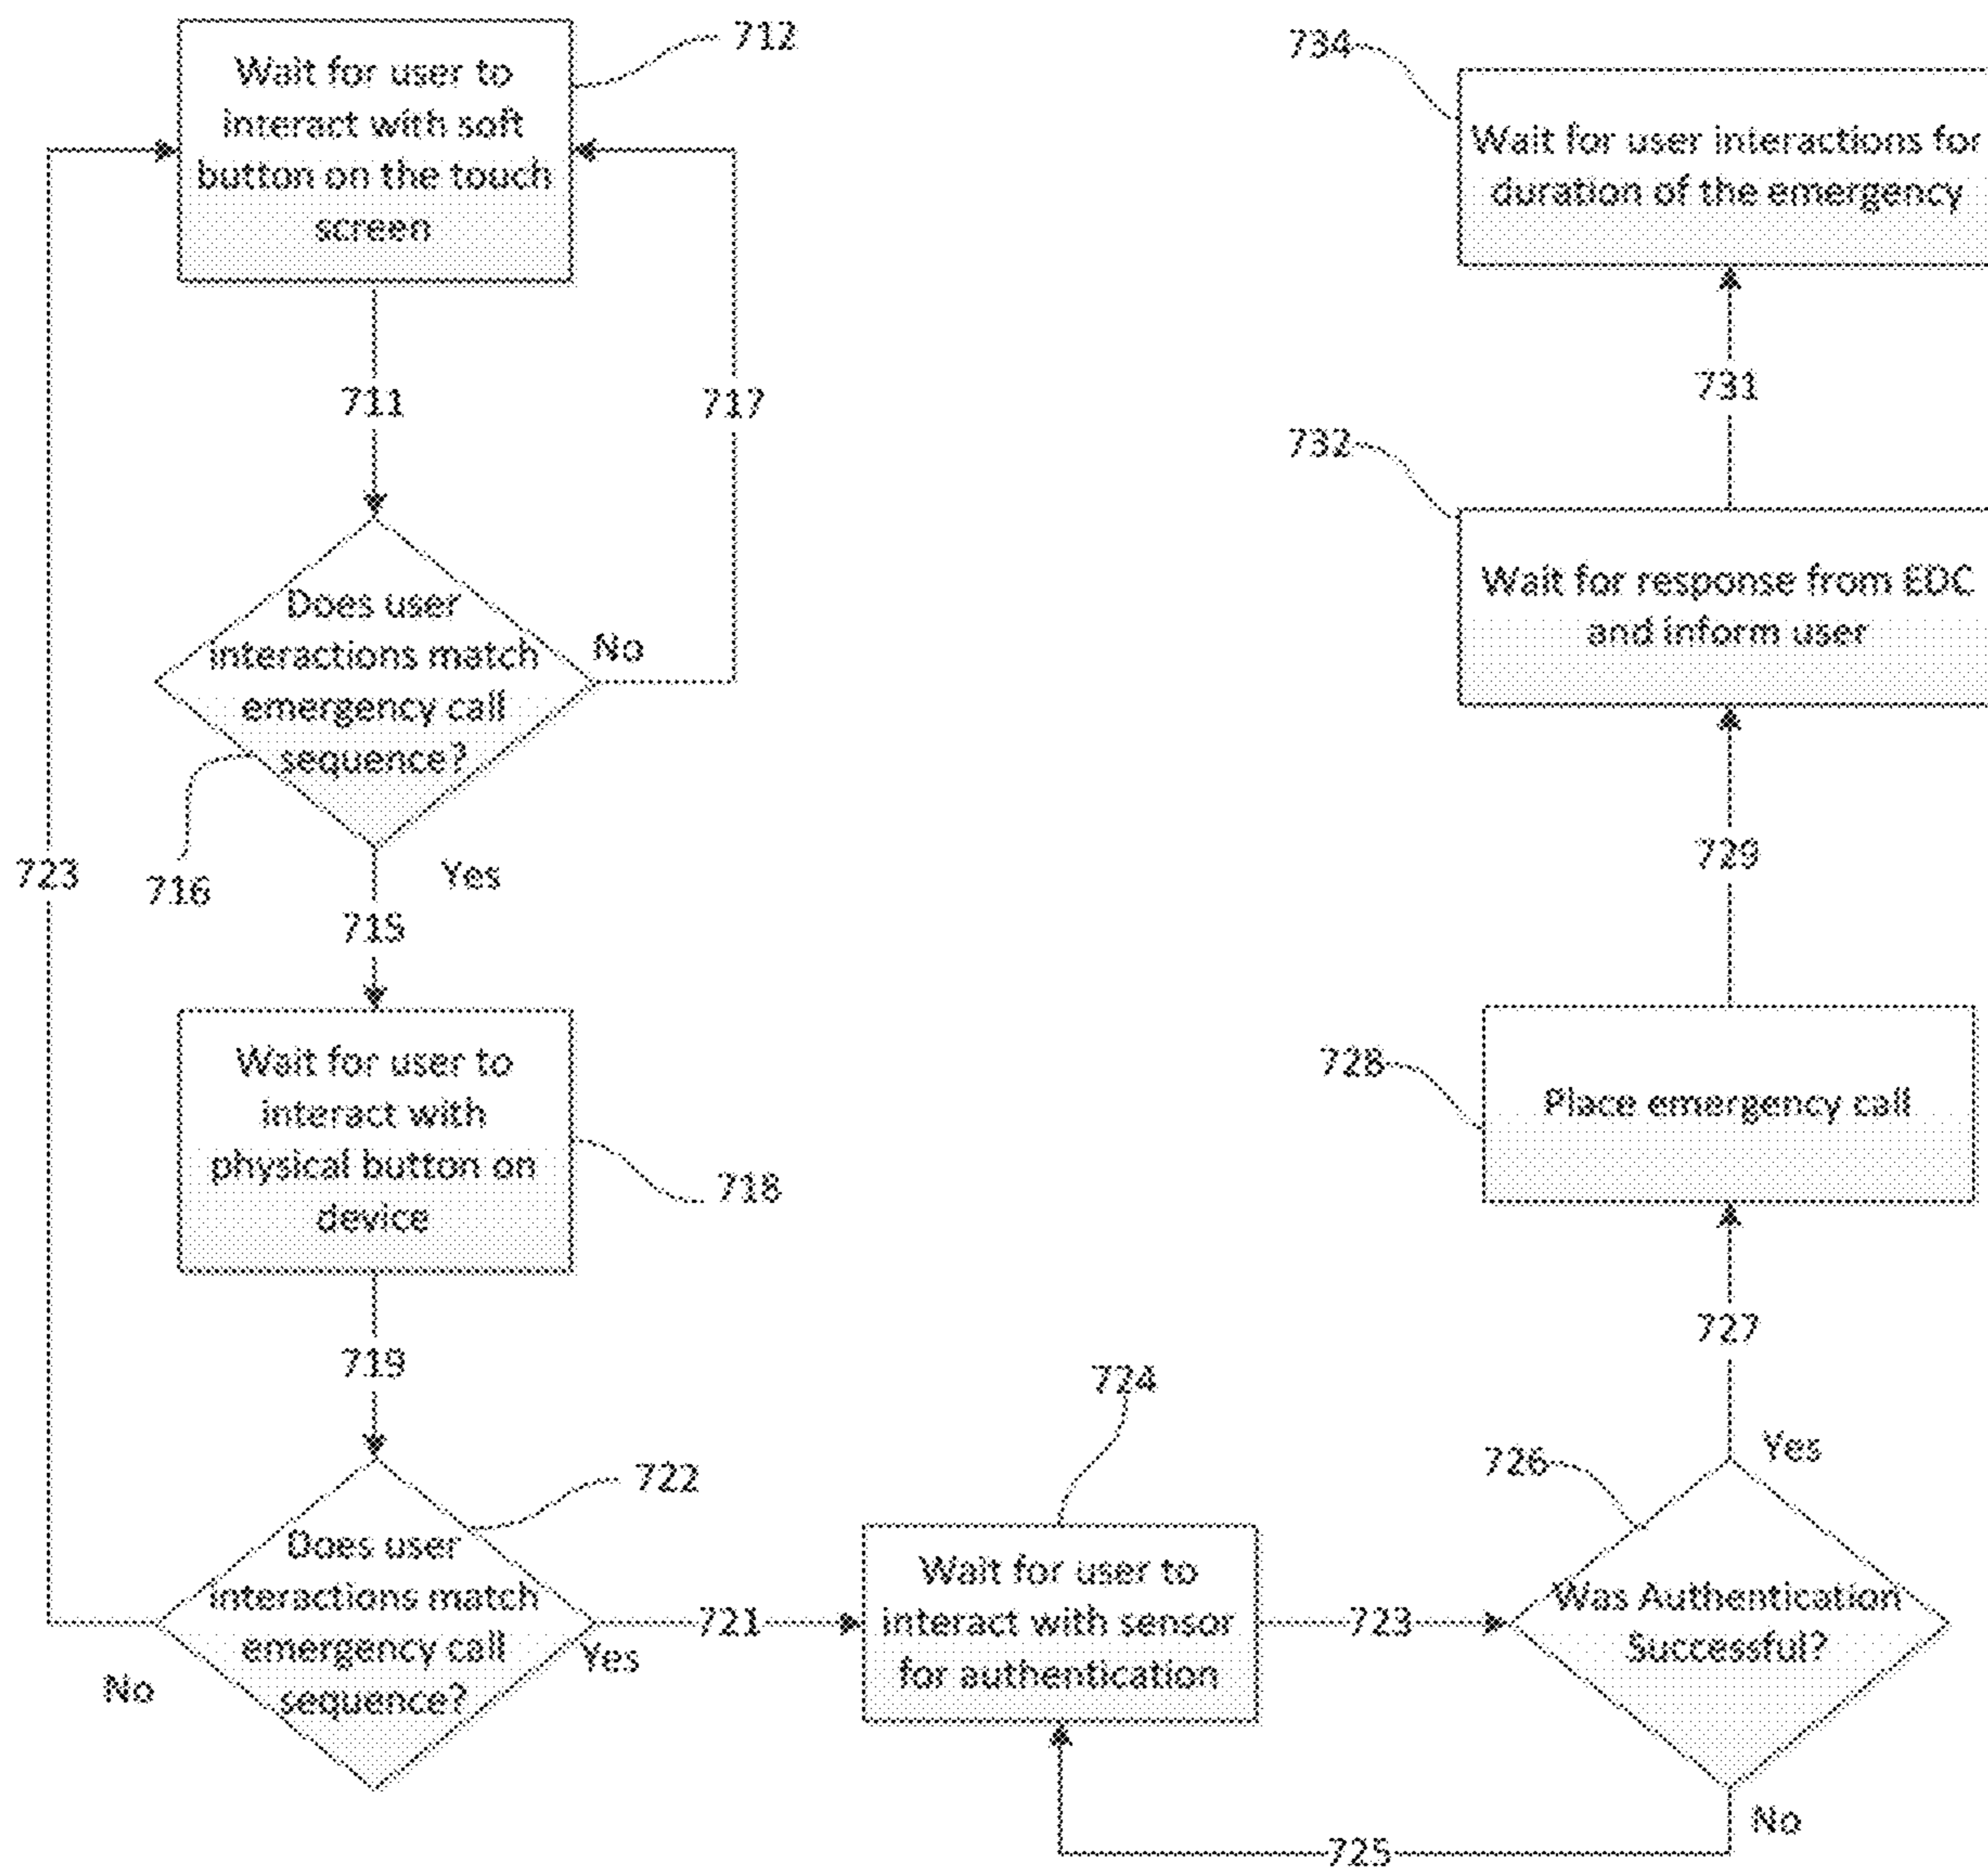 712
Wait for user to
interact with soft
button on the touch
screen
711
717
Does user
interactions match
emergency call
sequence?
No
716
Yes
723
715
Wait for user to
interact with
physical button on
device
718
719
722
Does user
interactions match
emergency call
sequence?
No
Yes
721
724
Wait for user to
interact with sensor
for authentication
723
726
Was Authentication
Successful?
No
725
Yes
727
728
Place emergency call
729
732
Wait for response from EDC
and inform user
731
734
Wait for user interactions for
duration of the emergency